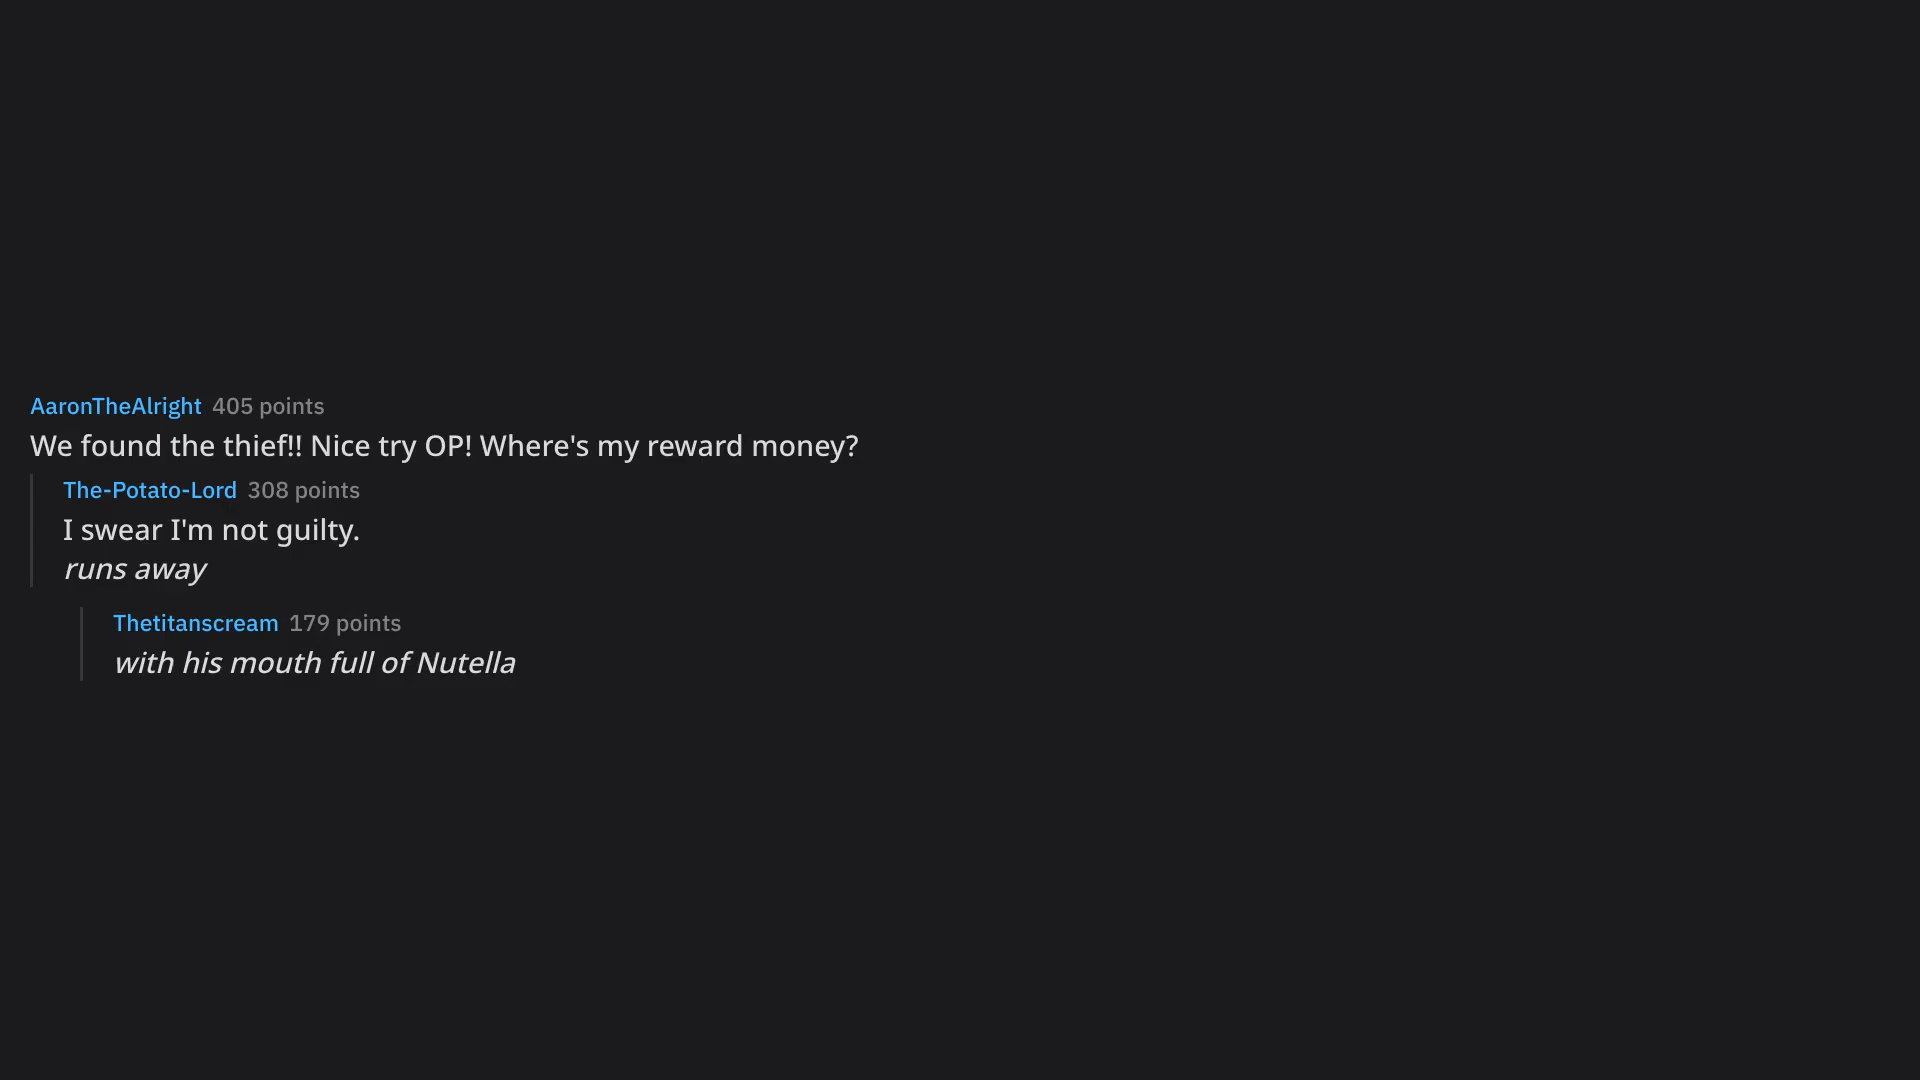 AaronTheAlright 405 points
We found the thief!! Nice try OP! Where's my reward money?
The-Potato-Lord 308 points
I swear I'm not guilty.
runs away
Thetitanscream 179 points
with his mouth full of Nutella